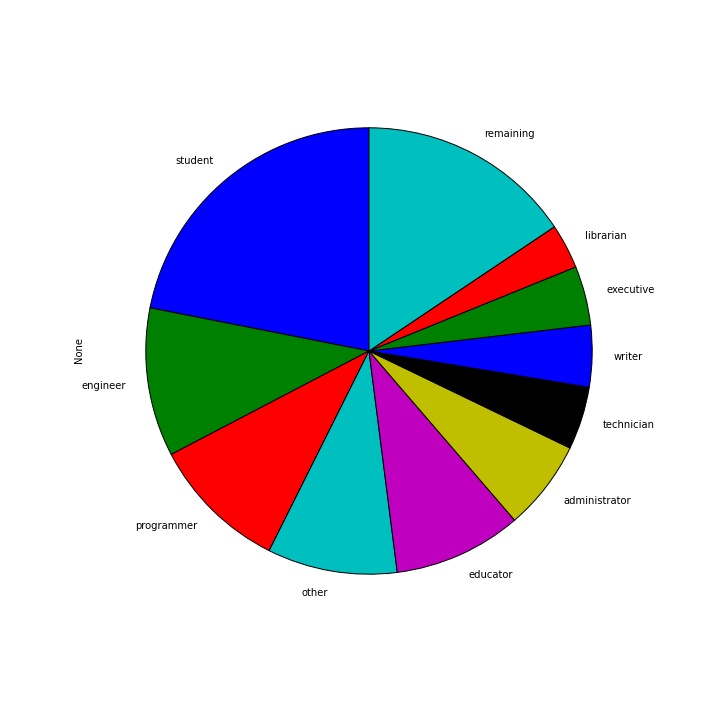 remaining
student
librarian
executive
None
writer
engineer
technician
administrator
programmer
educator
other